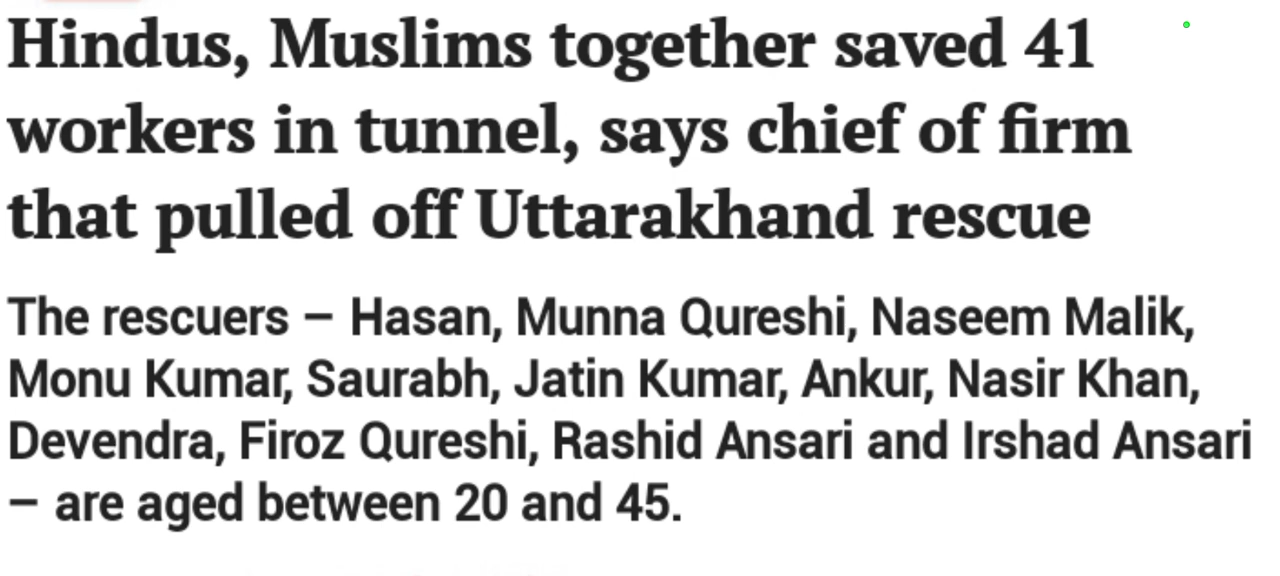 Hindus, Muslims together saved 41
workers in tunnel, says chief of firm
that pulled off Uttarakhand rescue
The rescuers – Hasan, Munna Qureshi, Naseem Malik,
Monu Kumar, Saurabh, Jatin Kumar, Ankur, Nasir Khan,
Devendra, Firoz Qureshi, Rashid Ansari and Irshad Ansari
– are aged between 20 and 45.